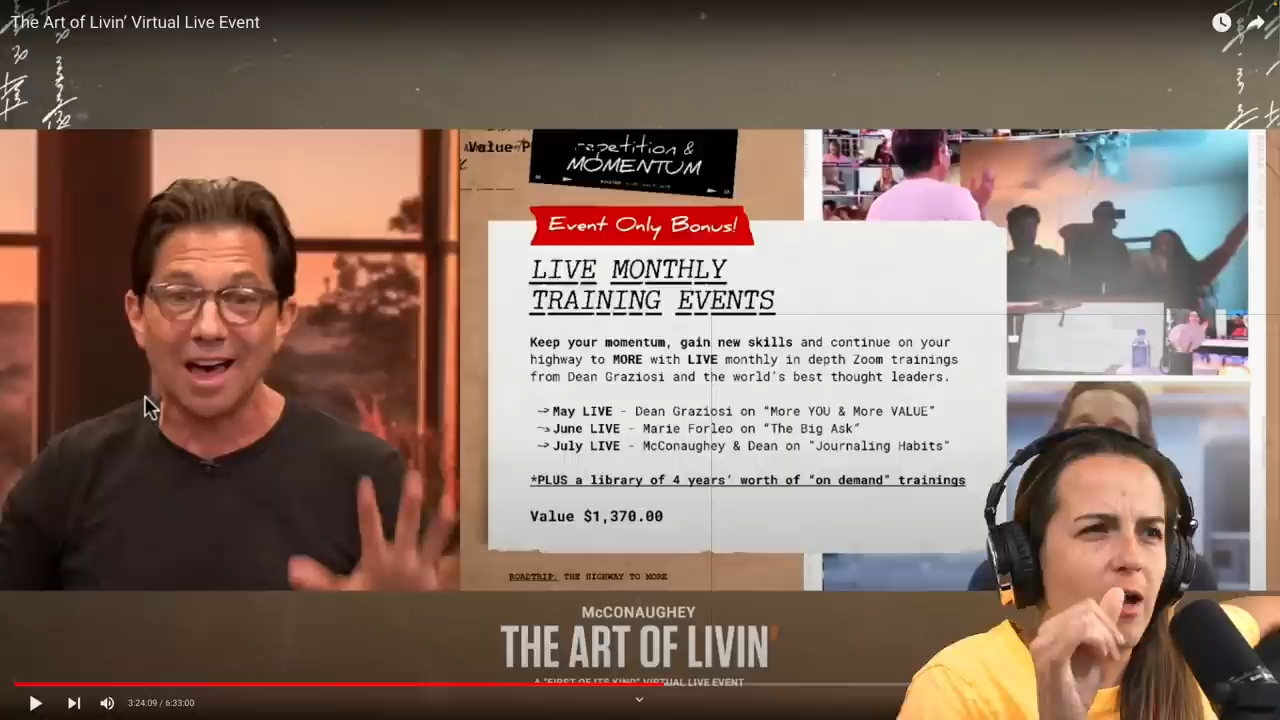 The Art of Livin’ Virtual Live Event
Value P
repetition &
MOMENTUM
Event Only Bonus!
LIVE MONTHLY
TRAINING EVENTS
Keep your momentum, gain new skills and continue on your
highway to MORE with LIVE monthly in depth Zoom trainings
from Dean Graziosi and the world's best thought leaders.
→ May LIVE – Dean Graziosi on "More YOU & More VALUE"
→ June LIVE – Marie Forleo on "The Big Ask"
→ July LIVE – McConaughey & Dean on "Journaling Habits"
*PLUS a library of 4 years' worth of "on demand" trainings
Value $1,370.00
ROADTRIP: THE HIGHWAY TO MORE
McCONAUGHEY
THE ART OF LIVIN'
A "FIRST OF ITS KIND" VIRTUAL LIVE EVENT
3:24:09 / 6:33:00